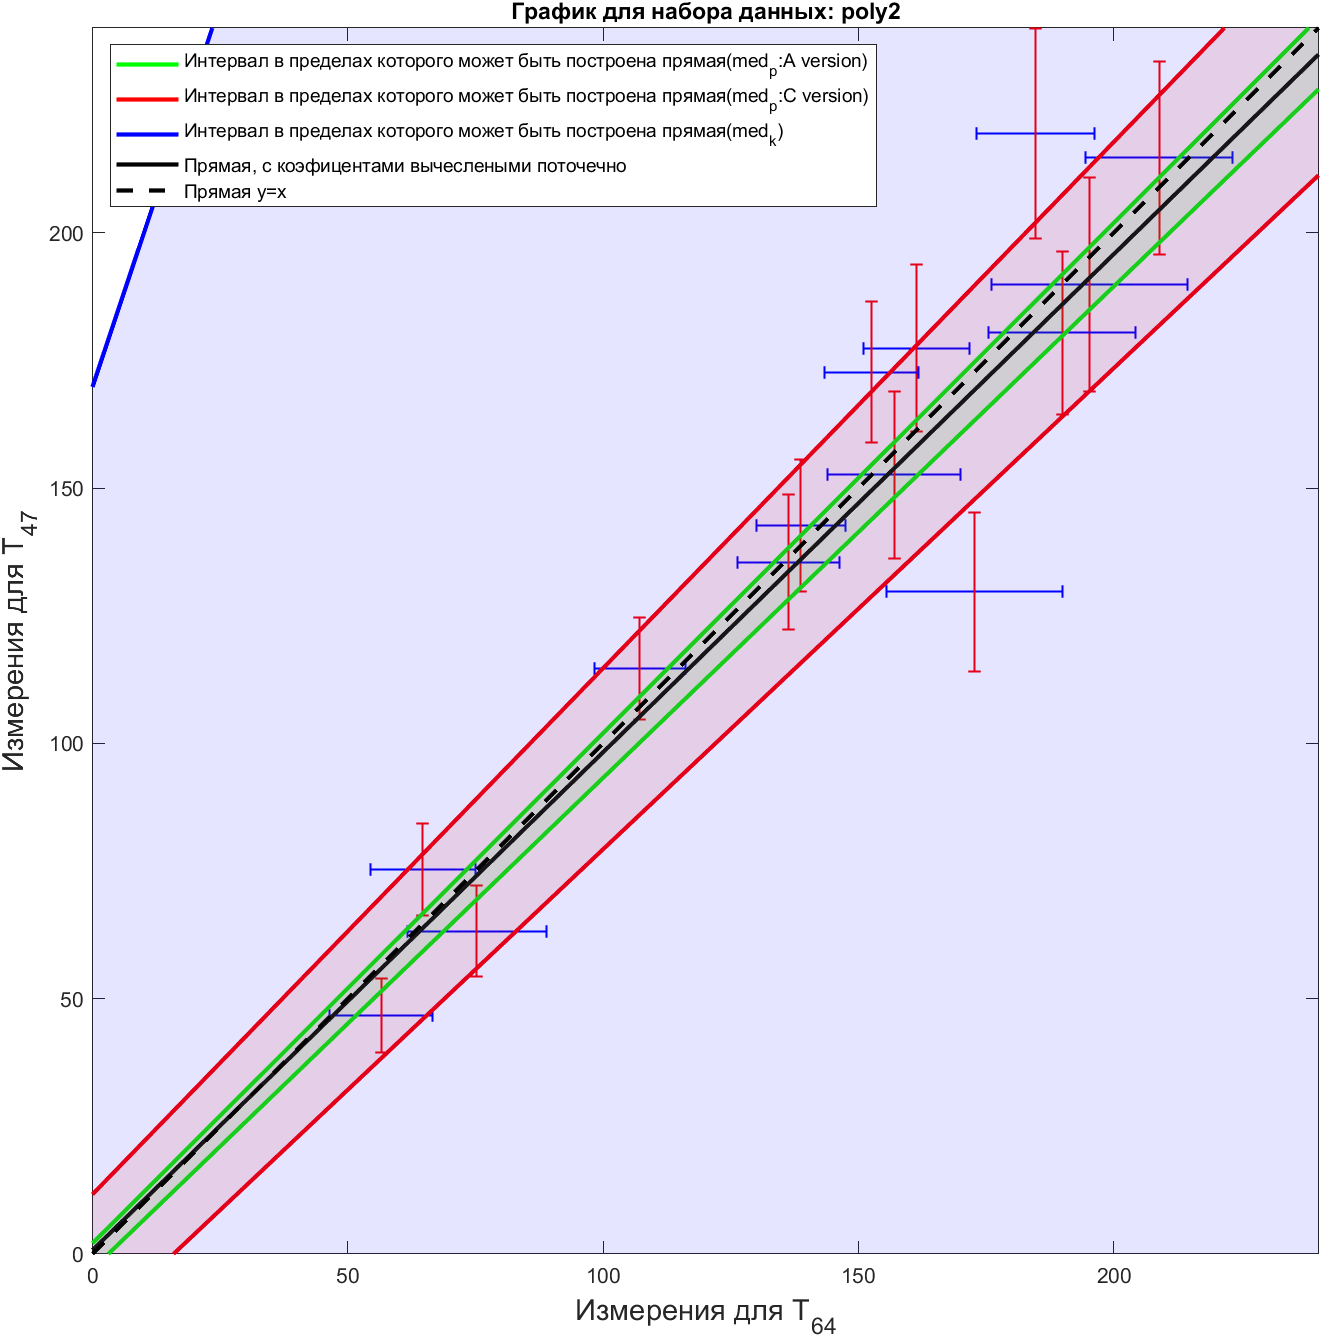 График для набора данных: poly2
Интервал в пределах которого может быть построена прямая(medp:A version)
Интервал в пределах которого может быть построена прямая(medp:C version)
Интервал в пределах которого может быть построена прямая(medk)
Прямая, с коэфицентами вычеслеными поточечно
Прямая y=x
200
150
100
50
0
Измерения для T47
0 50 100 150 200
Измерения для T64